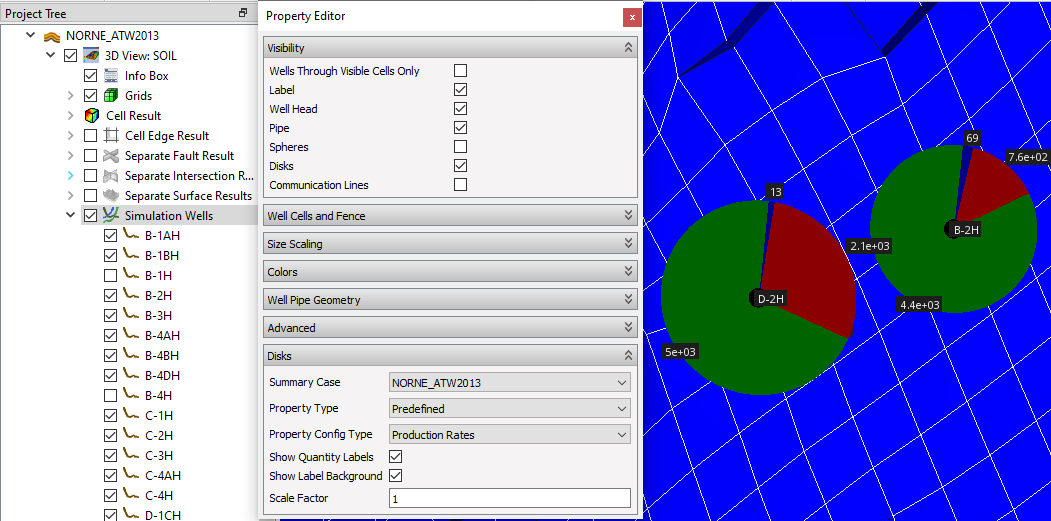 Project Tree
NORNE_ATW2013
3D View: SOIL
Info Box
Grids
Cell Result
Cell Edge Result
Separate Fault Result
Separate Intersection R...
Separate Surface Results
Simulation Wells
B-1AH
B-1BH
B-1H
B-2H
B-3H
B-4AH
B-4BH
B-4DH
B-4H
C-1H
C-2H
C-3H
C-4AH
C-4H
D-1CH
Property Editor
x
Visibility
Wells Through Visible Cells Only
Label
Well Head
Pipe
Spheres
Disks
Communication Lines
Well Cells and Fence
Size Scaling
Colors
Well Pipe Geometry
Advanced
Disks
Summary Case NORNE_ATW2013
Property Type Predefined
Property Config Type Production Rates
Show Quantity Labels
Show Label Background
Scale Factor 1
69
7.6e+02
B-2H
4.4e+03
13
2.1e+03
D-2H
5e+03